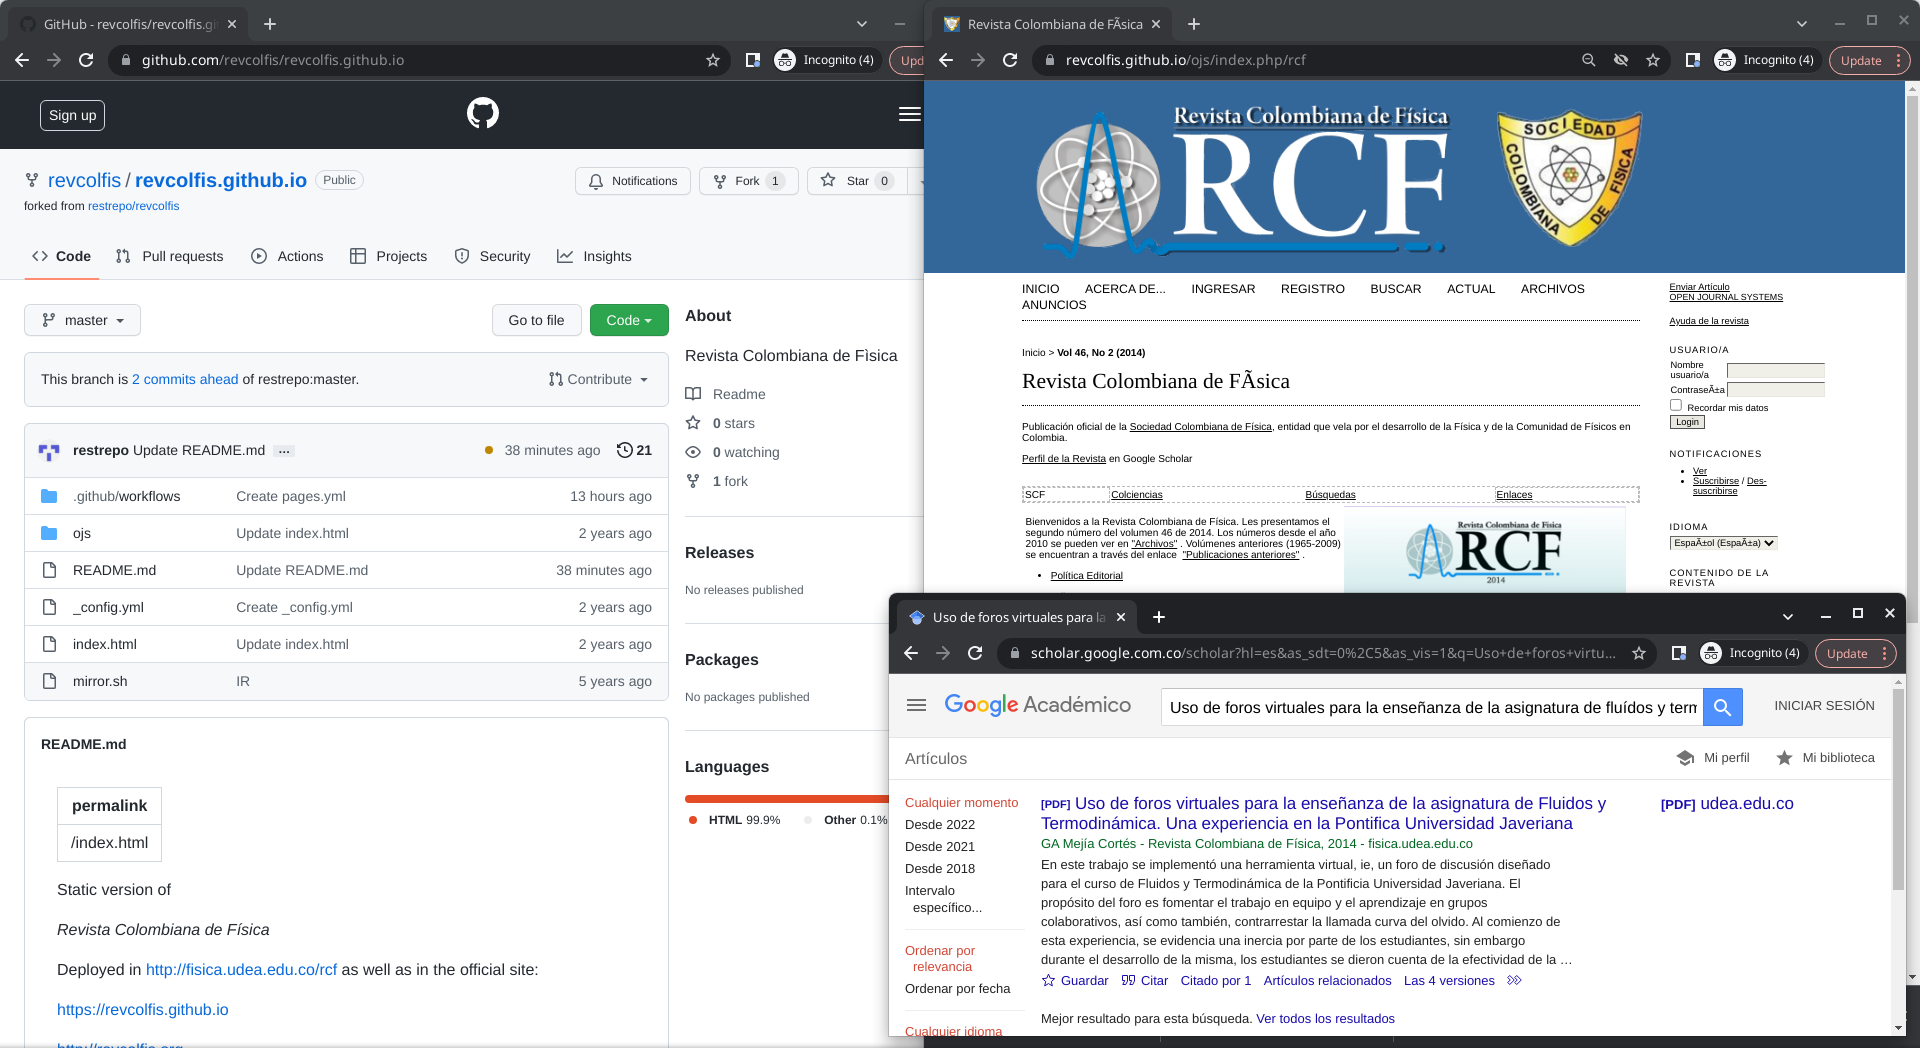 GitHub - revcolfis/revcolfis.gi
github.com/revcolfis/revcolfis.github.io
Incognito (4)
Upd
Sign up
revcolfis / revcolfis.github.io
Public
Notifications
Fork 1
Star 0
forked from restrepo/revcolfis
Code
Pull requests
Actions
Projects
Security
Insights
master
Go to file
Code
This branch is 2 commits ahead of restrepo:master.
Contribute
restrepo Update README.md ...
38 minutes ago
21
.github/workflows Create pages.yml 13 hours ago
ojs Update index.html 2 years ago
README.md Update README.md 38 minutes ago
_config.yml Create _config.yml 2 years ago
index.html Update index.html 2 years ago
mirror.sh IR 5 years ago
README.md
permalink
/index.html
Static version of
Revista Colombiana de Física
Deployed in http://fisica.udea.edu.co/rcf as well as in the official site:
https://revcolfis.github.io
About
Revista Colombiana de Fìsica
Readme
0 stars
0 watching
1 fork
Releases
No releases published
Packages
No packages published
Languages
HTML 99.9%
Other 0.1%
Revista Colombiana de FÃsica
revcolfis.github.io/ojs/index.php/rcf
Incognito (4)
Update
Revista Colombiana de Física
RCF
SOCIEDAD
COLOMBIANA
DE FISICA
INICIO ACERCA DE... INGRESAR REGISTRO BUSCAR ACTUAL ARCHIVOS
ANUNCIOS
Inicio > Vol 46, No 2 (2014)
Revista Colombiana de FÃsica
Publicación oficial de la Sociedad Colombiana de Física, entidad que vela por el desarrollo de la Física y de la Comunidad de Físicos en
Colombia.
Perfil de la Revista en Google Scholar
SCF Colciencias Búsquedas Enlaces
Bienvenidos a la Revista Colombiana de Física. Les presentamos el
segundo número del volumen 46 de 2014. Los números desde el año
2010 se pueden ver en "Archivos" . Volúmenes anteriores (1965-2009)
se encuentran a través del enlace "Publicaciones anteriores" .
Política Editorial
Revista Colombiana de Física
RCF
2014
Enviar Artículo
OPEN JOURNAL SYSTEMS
Ayuda de la revista
USUARIO/A
Nombre
usuario/a
ContraseÃ±a
Recordar mis datos
Login
NOTIFICACIONES
Ver
Suscribirse / Des-
suscribirse
IDIOMA
EspaÃ±ol (EspaÃ±a)
CONTENIDO DE LA
REVISTA
Uso de foros virtuales para la
scholar.google.com.co/scholar?hl=es&as_sdt=0%2C5&as_vis=1&q=Uso+de+foros+virtu...
Incognito (4)
Update
Google Académico
Uso de foros virtuales para la enseñanza de la asignatura de fluídos y tern
INICIAR SESIÓN
Artículos
Mi perfil
Mi biblioteca
Cualquier momento
Desde 2022
Desde 2021
Desde 2018
Intervalo
específico...
Ordenar por
relevancia
Ordenar por fecha
Cualquier idioma
[PDF] Uso de foros virtuales para la enseñanza de la asignatura de Fluidos y
Termodinámica. Una experiencia en la Pontifica Universidad Javeriana
GA Mejía Cortés - Revista Colombiana de Física, 2014 - fisica.udea.edu.co
En este trabajo se implementó una herramienta virtual, ie, un foro de discusión diseñado
para el curso de Fluidos y Termodinámica de la Pontificia Universidad Javeriana. El
propósito del foro es fomentar el trabajo en equipo y el aprendizaje en grupos
colaborativos, así como también, contrarrestar la llamada curva del olvido. Al comienzo de
esta experiencia, se evidencia una inercia por parte de los estudiantes, sin embargo
durante el desarrollo de la misma, los estudiantes se dieron cuenta de la efectividad de la …
Guardar Citar Citado por 1 Artículos relacionados Las 4 versiones
[PDF] udea.edu.co
Mejor resultado para esta búsqueda. Ver todos los resultados